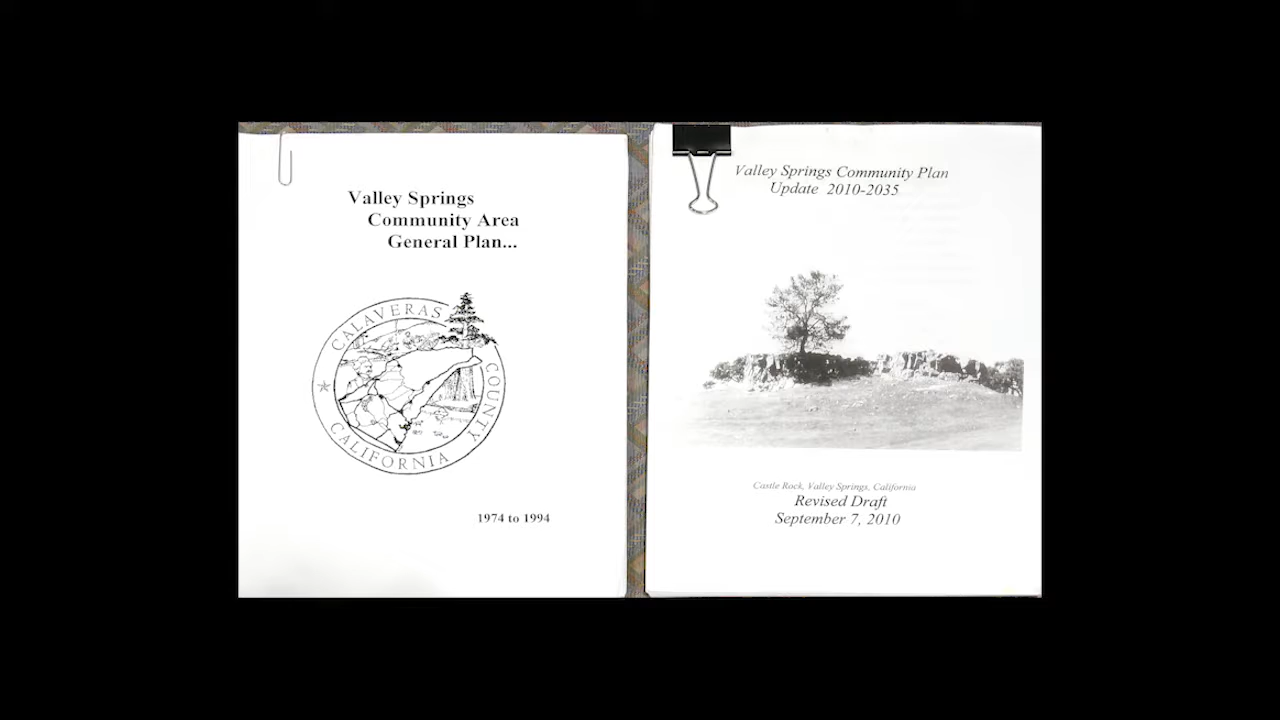 Valley Springs
Community Area
General Plan...
CALAVERAS
COUNTY
CALIFORNIA
1974 to 1994
Valley Springs Community Plan
Update 2010-2035
Castle Rock, Valley Springs, California
Revised Draft
September 7, 2010